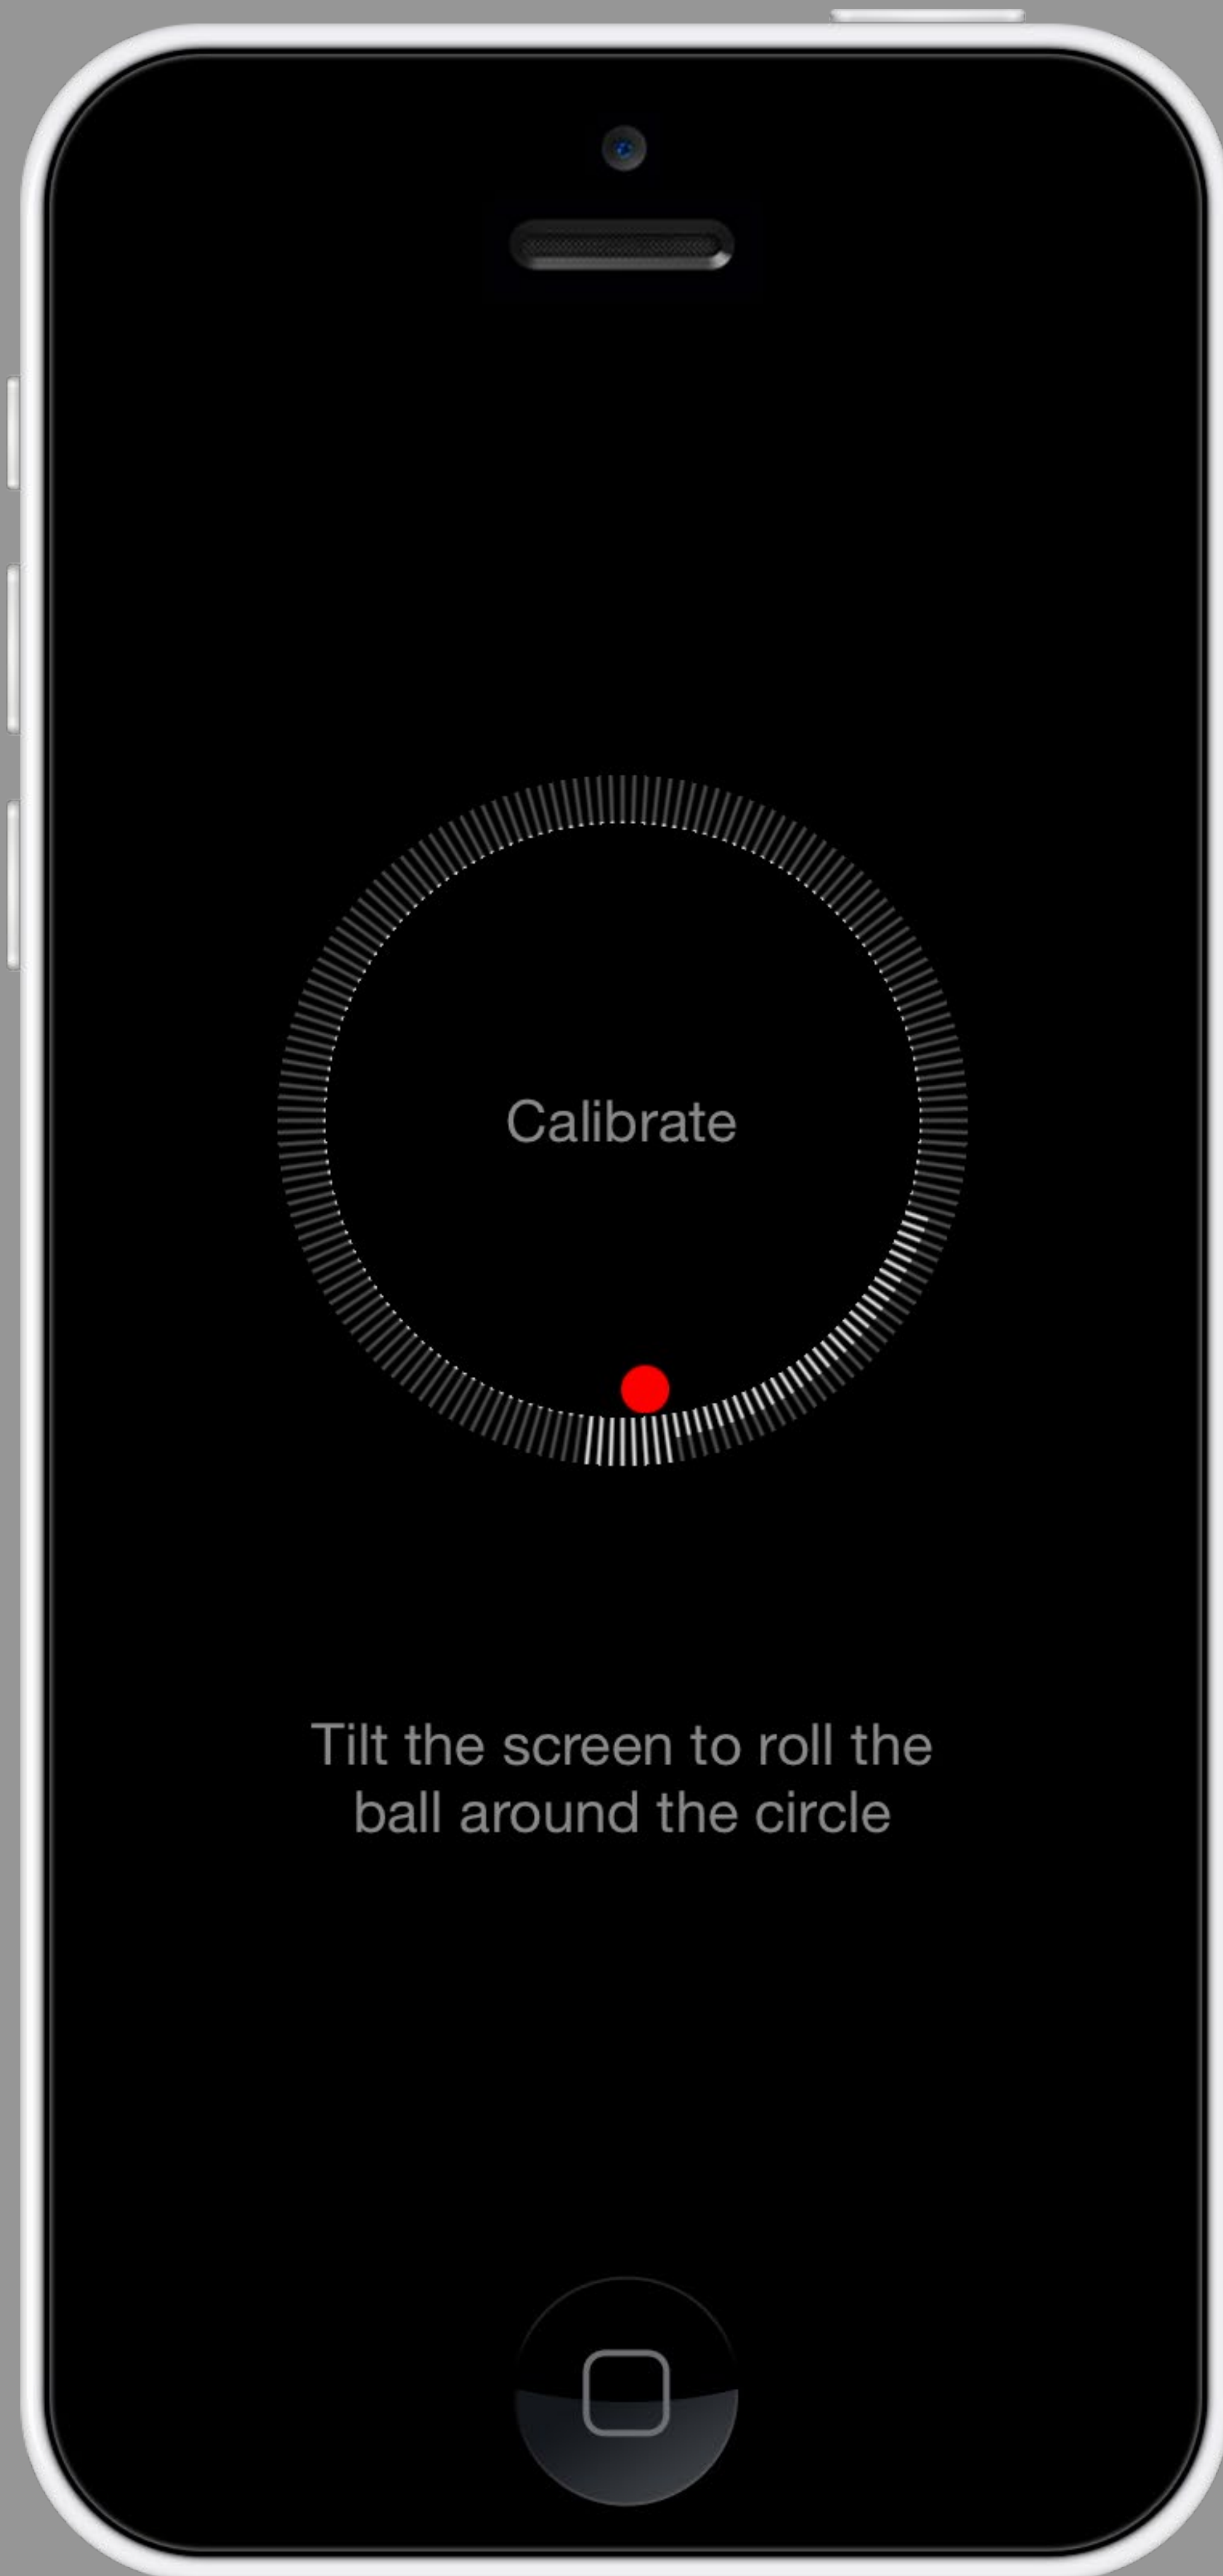 Calibrate
Tilt the screen to roll the
ball around the circle